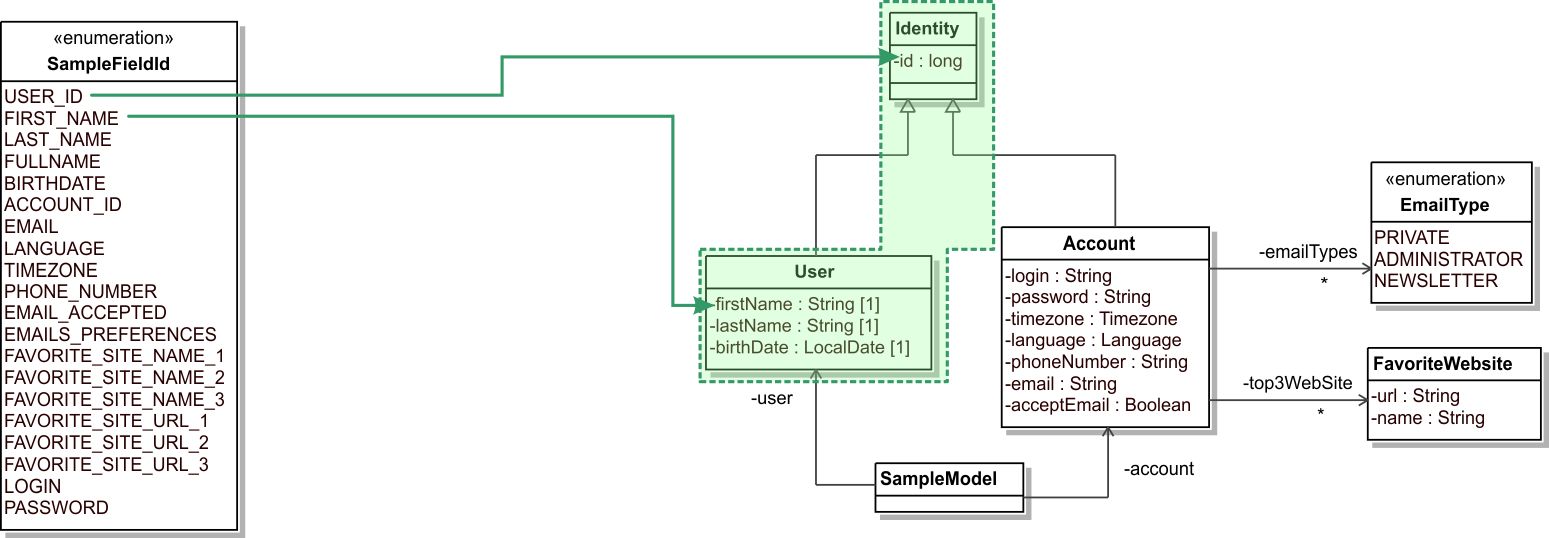 «enumeration»
SampleFieldId
USER_ID
FIRST_NAME
LAST_NAME
FULLNAME
BIRTHDATE
ACCOUNT_ID
EMAIL
LANGUAGE
TIMEZONE
PHONE_NUMBER
EMAIL_ACCEPTED
EMAILS_PREFERENCES
FAVORITE_SITE_NAME_1
FAVORITE_SITE_NAME_2
FAVORITE_SITE_NAME_3
FAVORITE_SITE_URL_1
FAVORITE_SITE_URL_2
FAVORITE_SITE_URL_3
LOGIN
PASSWORD
Identity
-id : long
User
-firstName : String [1]
-lastName : String [1]
-birthDate : LocalDate [1]
-user
SampleModel
-account
Account
-login : String
-password : String
-timezone : Timezone
-language : Language
-phoneNumber : String
-email : String
-acceptEmail : Boolean
-emailTypes
*
«enumeration»
EmailType
PRIVATE
ADMINISTRATOR
NEWSLETTER
-top3WebSite
*
FavoriteWebsite
-url : String
-name : String